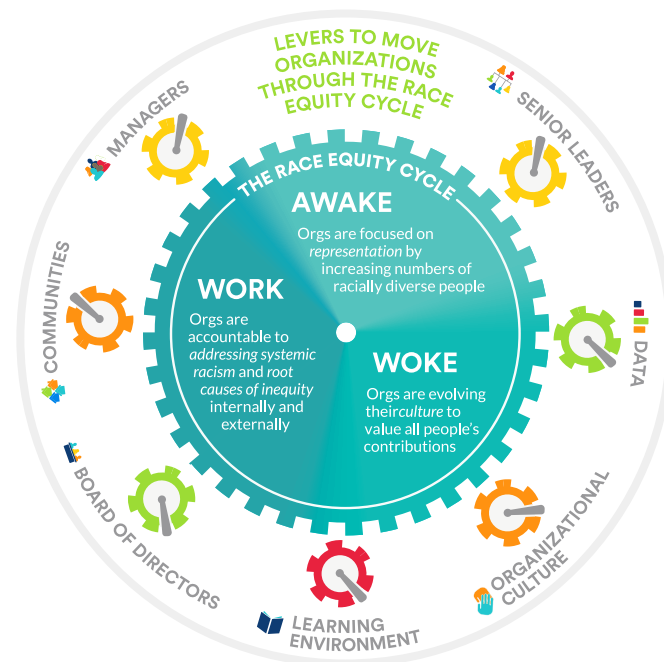 LEVERS TO MOVE
ORGANIZATIONS
THROUGH THE RACE
EQUITY CYCLE
SENIOR LEADERS
DATA
ORGANIZATIONAL
CULTURE
LEARNING
ENVIRONMENT
BOARD OF DIRECTORS
COMMUNITIES
MANAGERS
THE RACE EQUITY CYCLE
AWAKE
Orgs are focused on
representation by
increasing numbers of
racially diverse people
WOKE
Orgs are evolving
theirculture to
value all people’s
contributions
WORK
Orgs are
accountable to
addressing systemic
racism and root
causes of inequity
internally and
externally